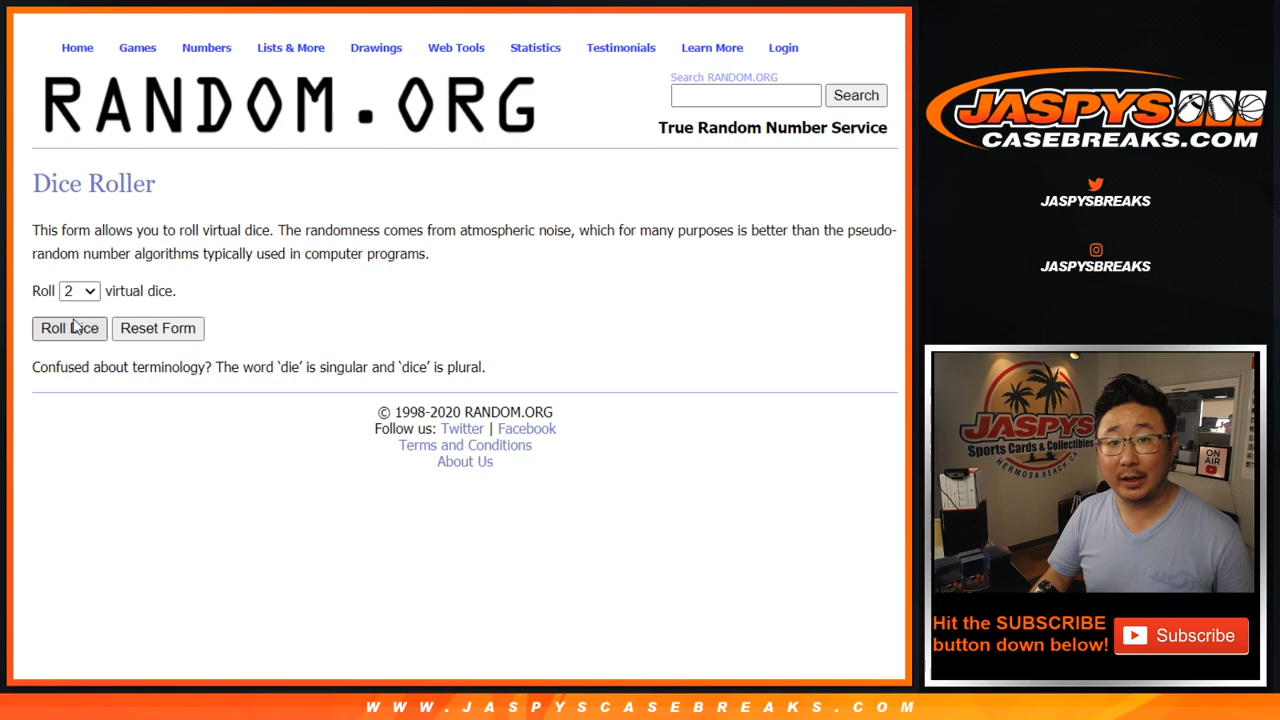 Home Games Numbers Lists & More Drawings Web Tools Statistics Testimonials Learn More Login
RANDOM.ORG
Search RANDOM.ORG
Search
True Random Number Service
Dice Roller
This form allows you to roll virtual dice. The randomness comes from atmospheric noise, which for many purposes is better than the pseudo-
random number algorithms typically used in computer programs.
Roll 2 virtual dice.
Roll Dice Reset Form
Confused about terminology? The word ‘die’ is singular and ‘dice’ is plural.
© 1998-2020 RANDOM.ORG
Follow us: Twitter | Facebook
Terms and Conditions
About Us
JASPYS
CASEBREAKS.COM
JASPYSBREAKS
JASPYSBREAKS
JASPYS
Sports Cards & Collectibles
HERMOSA BEACH, CA
ON
AIR
Hit the SUBSCRIBE
button down below!
Subscribe
WWW.JASPYSCASEBREAKS.COM